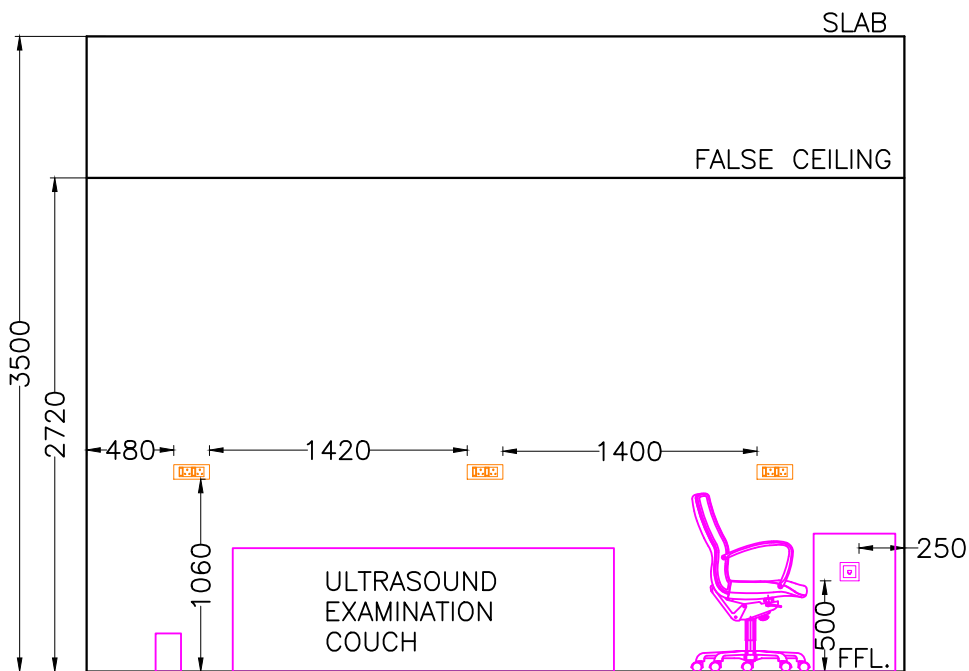 SLAB
FALSE CEILING
3500
2720
480
1420
1400
1060
ULTRASOUND
EXAMINATION
COUCH
250
500
FFL.